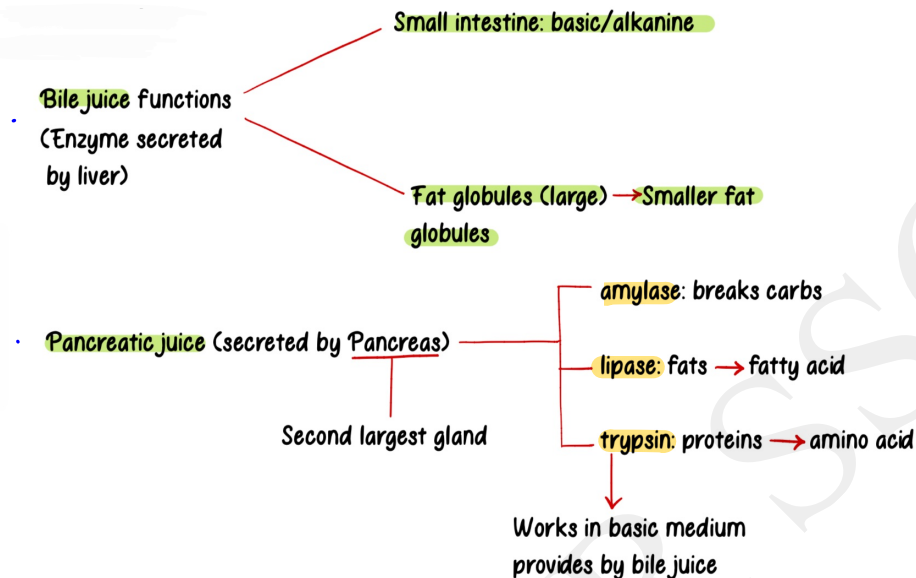 Small intestine: basic/alkanine
Bile juice functions
(Enzyme secreted
by liver)
Fat globules (large) → Smaller fat
globules
amylase: breaks carbs
Pancreatic juice (secreted by Pancreas)
lipase: fats → fatty acid
Second largest gland
trypsin: proteins → amino acid
Works in basic medium
provides by bile juice